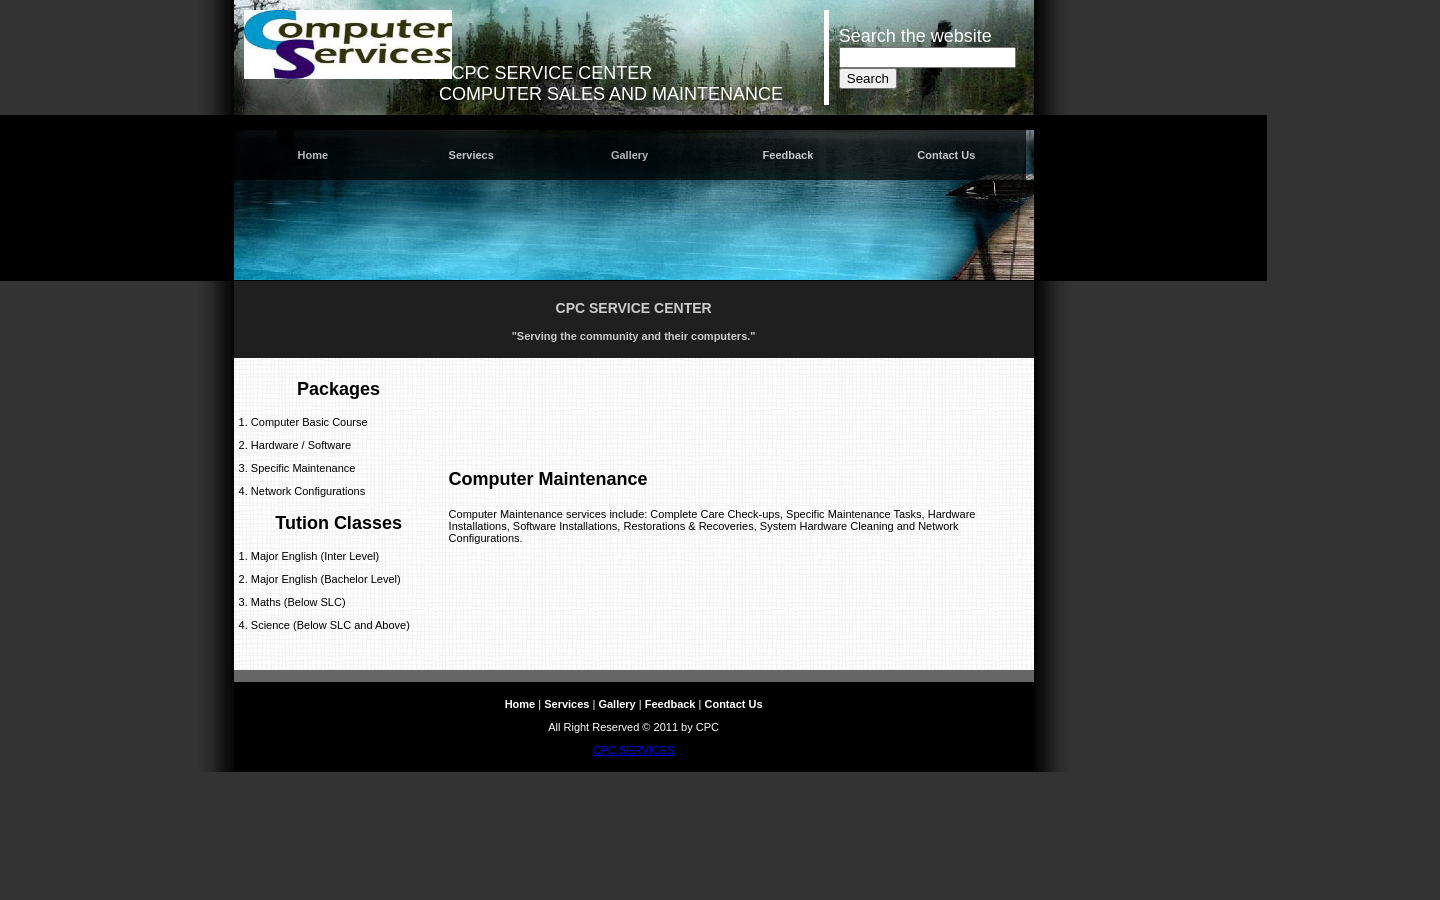 Computer
Services
CPC SERVICE CENTER
COMPUTER SALES AND MAINTENANCE
Search the website
Search
Home
Serviecs
Gallery
Feedback
Contact Us
CPC SERVICE CENTER
"Serving the community and their computers."
Packages
1. Computer Basic Course
2. Hardware / Software
3. Specific Maintenance
4. Network Configurations
Tution Classes
1. Major English (Inter Level)
2. Major English (Bachelor Level)
3. Maths (Below SLC)
4. Science (Below SLC and Above)
Computer Maintenance
Computer Maintenance services include: Complete Care Check-ups, Specific Maintenance Tasks, Hardware
Installations, Software Installations, Restorations & Recoveries, System Hardware Cleaning and Network
Configurations.
Home | Services | Gallery | Feedback | Contact Us
All Right Reserved © 2011 by CPC
CPC SERVICES